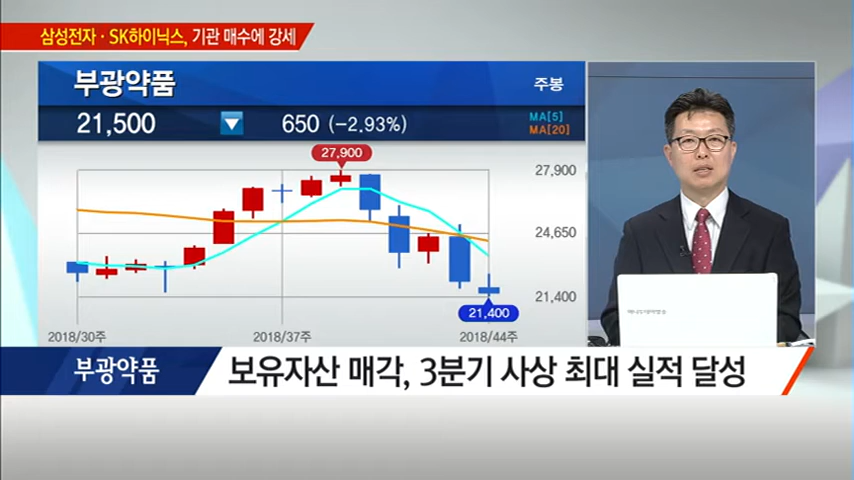 삼성전자 · SK하이닉스, 기관 매수에 강세
부광약품
주봉
21,500 ▼ 650 (-2.93%)
MA[5]
MA[20]
27,900
27,900
24,650
21,400
21,400
2018/30주 2018/37주 2018/44주
부광약품
보유자산 매각, 3분기 사상 최대 실적 달성